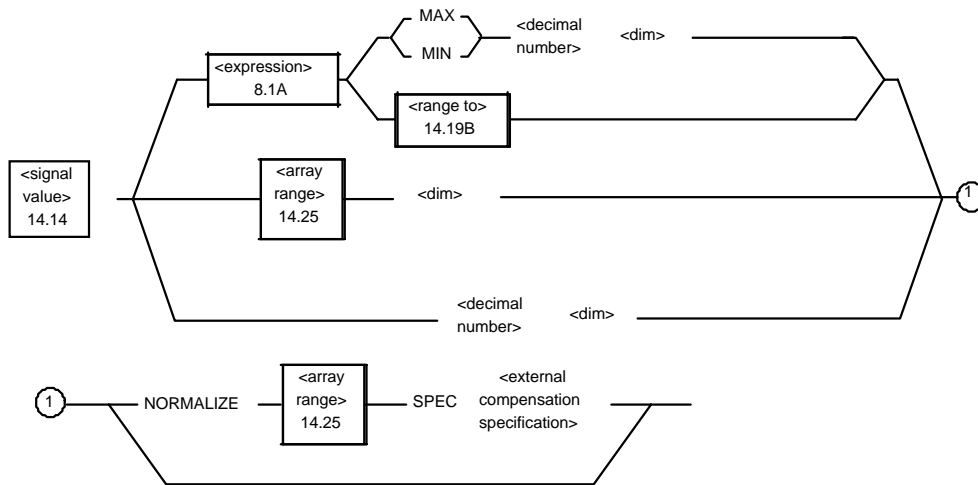 MAX
MIN
<decimal
number>
<dim>
<expression>
8.1A
<range to>
14.19B
<signal
value>
14.14
<array
range>
14.25
<dim>
1
<decimal
number>
<dim>
1
NORMALIZE
<array
range>
14.25
SPEC
<external
compensation
specification>